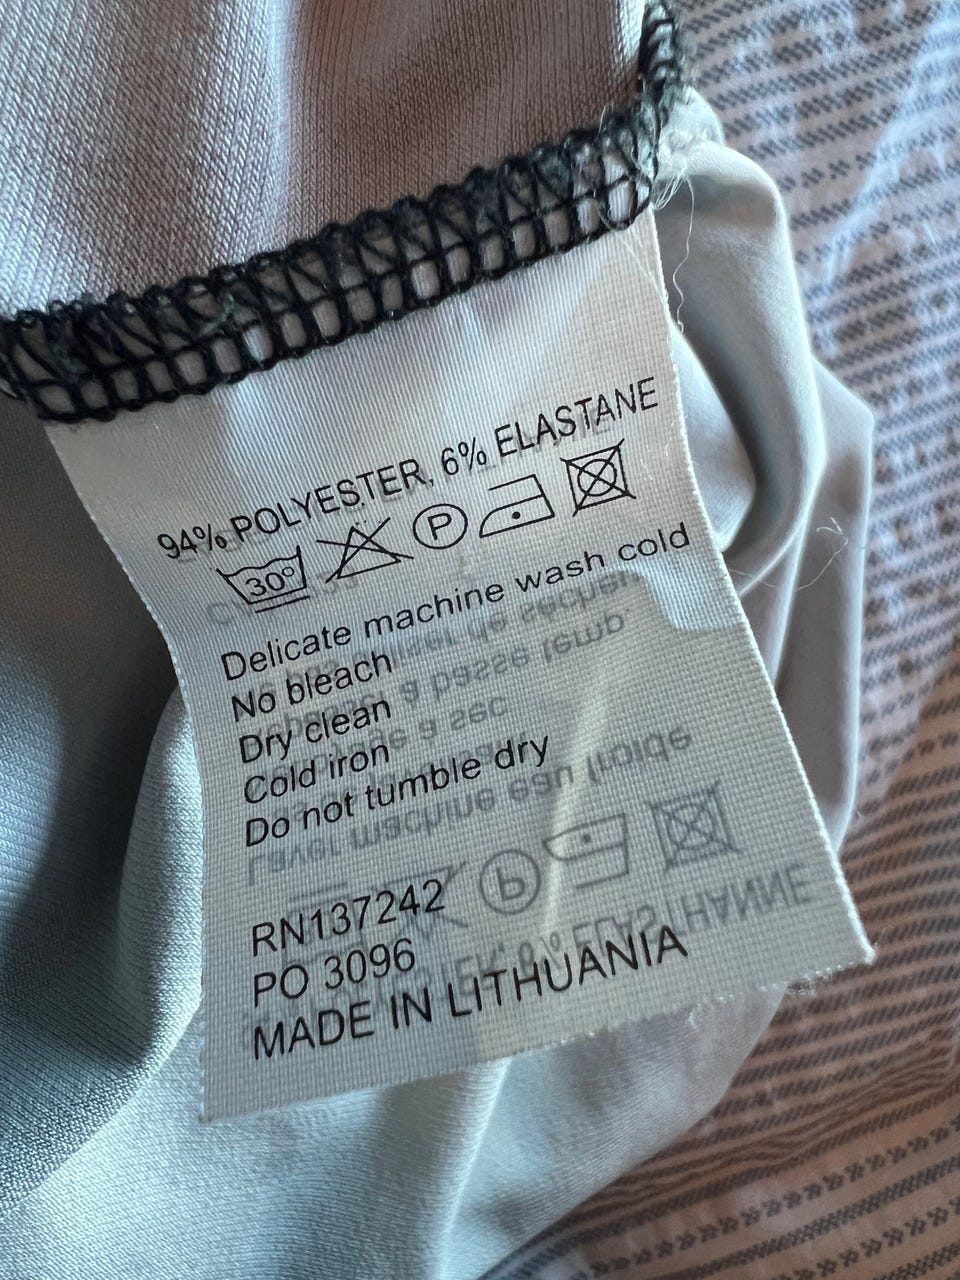 94% POLYESTER, 6% ELASTANE
30° P
Delicate machine wash cold
No bleach
Dry clean
Cold iron
Do not tumble dry
RN137242
PO 3096
MADE IN LITHUANIA